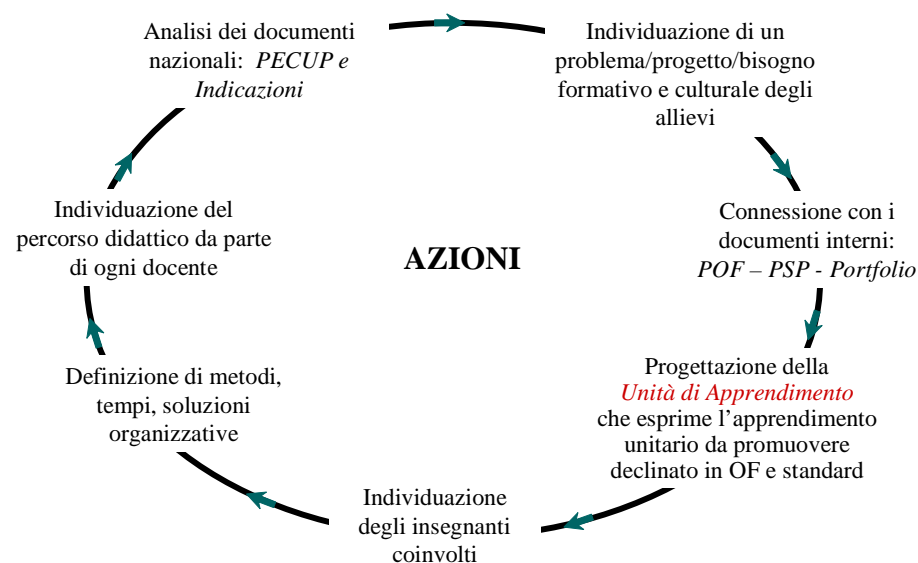 Analisi dei documenti
nazionali: PECUP e
Indicazioni
Individuazione di un
problema/progetto/bisogno
formativo e culturale degli
allievi
Connessione con i
documenti interni:
POF – PSP - Portfolio
Progettazione della
Unità di Apprendimento
che esprime l’apprendimento
unitario da promuovere
declinato in OF e standard
Individuazione
degli insegnanti
coinvolti
Definizione di metodi,
tempi, soluzioni
organizzative
Individuazione del
percorso didattico da parte
di ogni docente
AZIONI